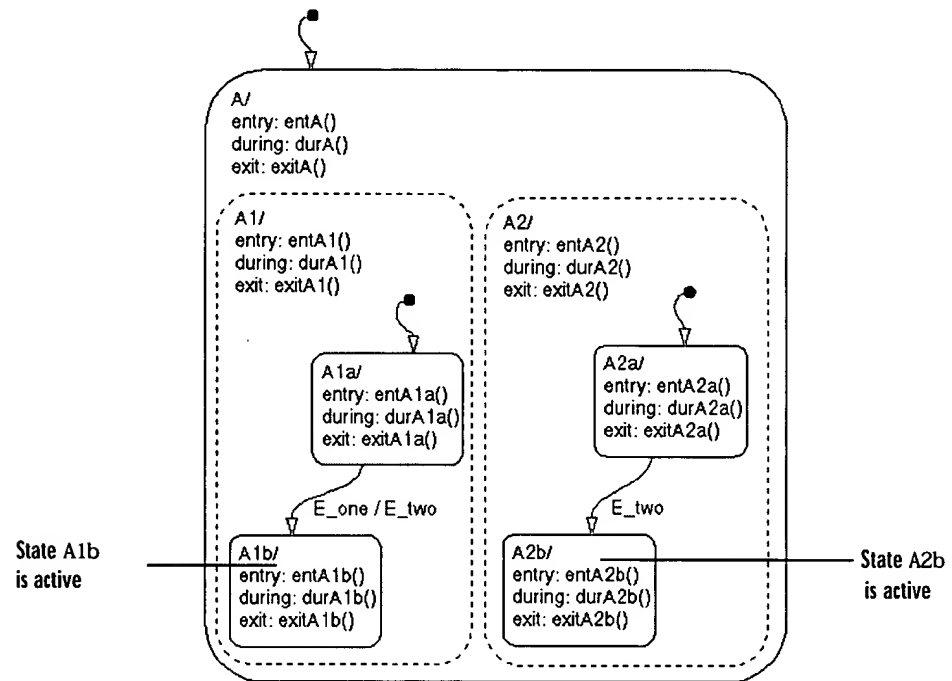 A/
entry: entA()
during: durA()
exit: exitA()
A1/
entry: entA1()
during: durA1()
exit: exitA1()
A2/
entry: entA2()
during: durA2()
exit: exitA2()
A1a/
entry: entA1a()
during: durA1a()
exit: exitA1a()
A2a/
entry: entA2a()
during: durA2a()
exit: exitA2a()
E_one / E_two
E_two
State A1b
is active
A1b/
entry: entA1b()
during: durA1b()
exit: exitA1b()
A2b/
entry: entA2b()
during: durA2b()
exit: exitA2b()
State A2b
is active